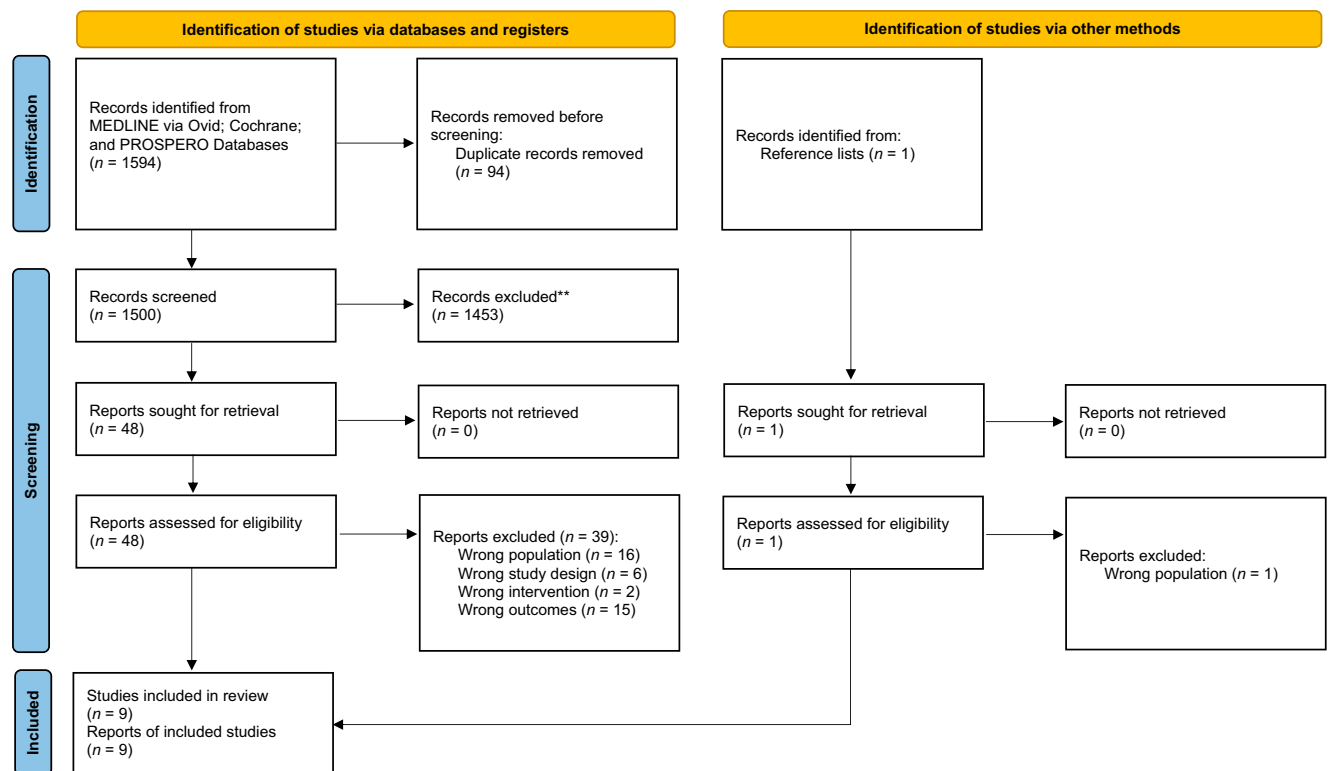 Identification of studies via databases and registers
Identification of studies via other methods
Identification
Records identified from
MEDLINE via Ovid; Cochrane;
and PROSPERO Databases
(n = 1594)
Records removed before
screening:
Duplicate records removed
(n = 94)
Records identified from:
Reference lists (n = 1)
Screening
Records screened
(n = 1500)
Records excluded**
(n = 1453)
Reports sought for retrieval
(n = 48)
Reports not retrieved
(n = 0)
Reports sought for retrieval
(n = 1)
Reports not retrieved
(n = 0)
Reports assessed for eligibility
(n = 48)
Reports excluded (n = 39):
Wrong population (n = 16)
Wrong study design (n = 6)
Wrong intervention (n = 2)
Wrong outcomes (n = 15)
Reports assessed for eligibility
(n = 1)
Reports excluded:
Wrong population (n = 1)
Included
Studies included in review
(n = 9)
Reports of included studies
(n = 9)